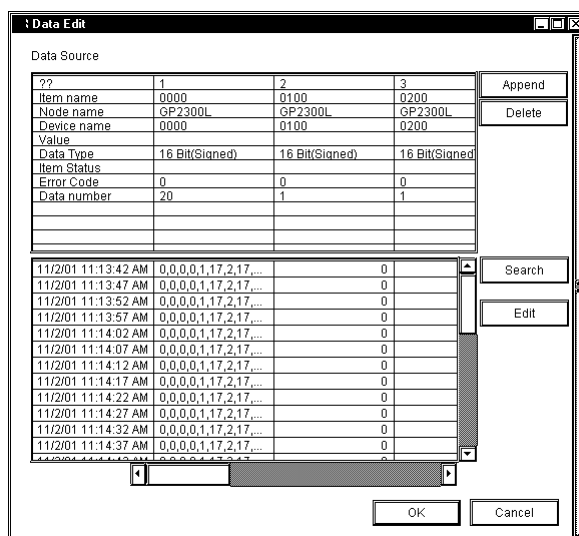 Data Edit
Data Source
?? 1 2 3
Item name 0000 0100 0200
Node name GP2300L GP2300L GP2300L
Device name 0000 0100 0200
Value
Data Type 16 Bit(Signed) 16 Bit(Signed) 16 Bit(Signed
Item Status
Error Code 0 0 0
Data number 20 1 1
Append
Delete
11/2/01 11:13:42 AM 0,0,0,0,1,17,2,17,... 0
11/2/01 11:13:47 AM 0,0,0,0,1,17,2,17,... 0
11/2/01 11:13:52 AM 0,0,0,0,1,17,2,17,... 0
11/2/01 11:13:57 AM 0,0,0,0,1,17,2,17,... 0
11/2/01 11:14:02 AM 0,0,0,0,1,17,2,17,... 0
11/2/01 11:14:07 AM 0,0,0,0,1,17,2,17,... 0
11/2/01 11:14:12 AM 0,0,0,0,1,17,2,17,... 0
11/2/01 11:14:17 AM 0,0,0,0,1,17,2,17,... 0
11/2/01 11:14:22 AM 0,0,0,0,1,17,2,17,... 0
11/2/01 11:14:27 AM 0,0,0,0,1,17,2,17,... 0
11/2/01 11:14:32 AM 0,0,0,0,1,17,2,17,... 0
11/2/01 11:14:37 AM 0,0,0,0,1,17,2,17,... 0
Search
Edit
OK Cancel